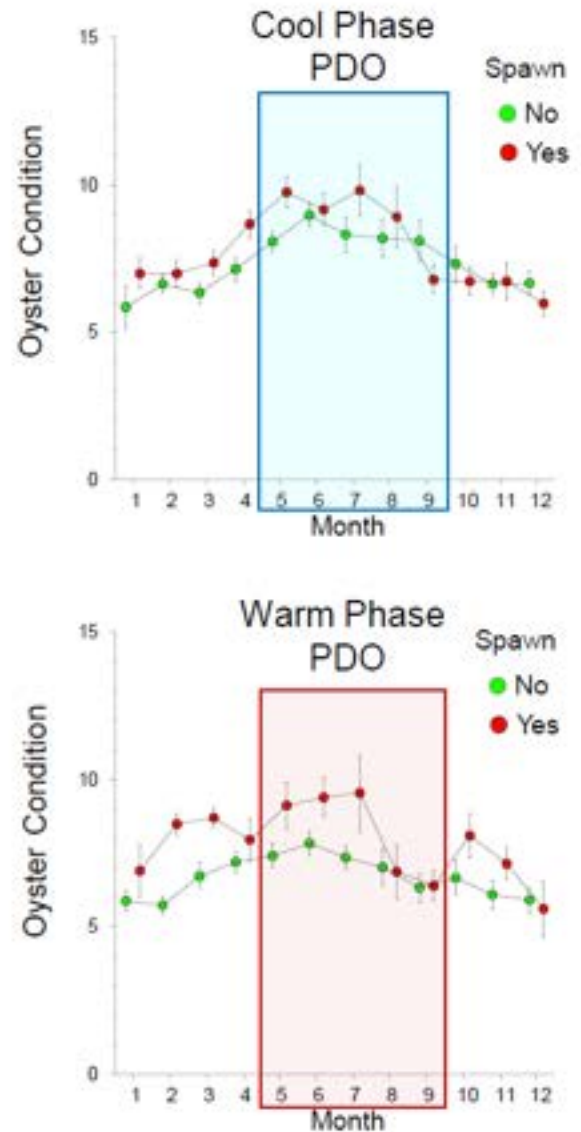 Cool Phase
PDO
Spawn
No
Yes
Oyster Condition
15
10
5
0
1 2 3 4 5 6 7 8 9 10 11 12
Month
Warm Phase
PDO
Spawn
No
Yes
Oyster Condition
15
10
5
0
1 2 3 4 5 6 7 8 9 10 11 12
Month